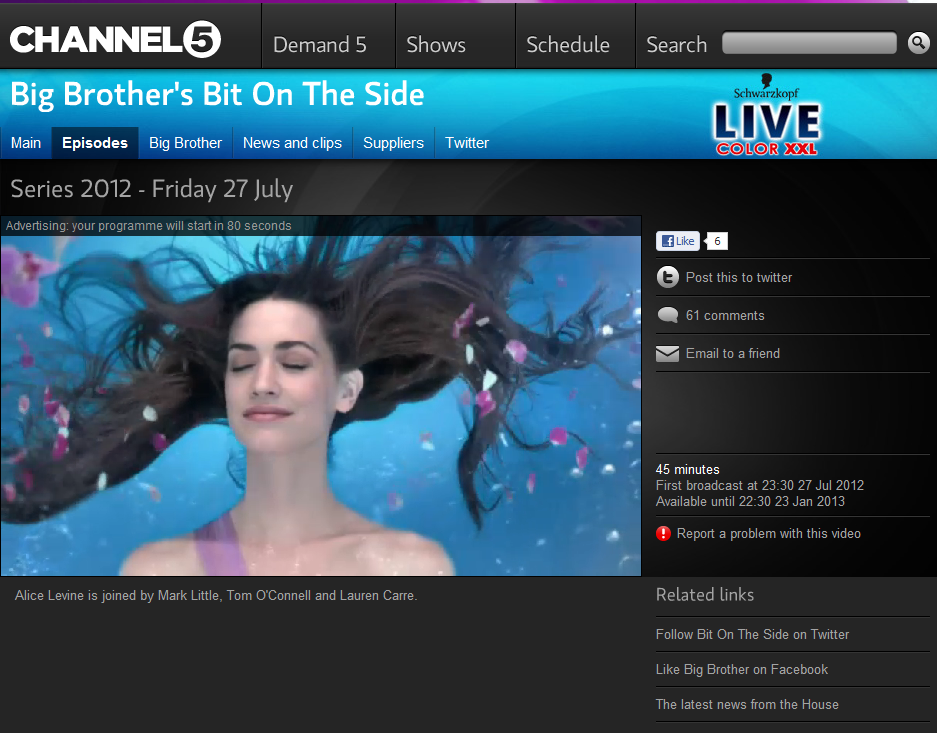 CHANNEL 5
Demand 5
Shows
Schedule
Search
Big Brother's Bit On The Side
Schwarzkopf
LIVE
COLOR XXL
Main
Episodes
Big Brother
News and clips
Suppliers
Twitter
Series 2012 - Friday 27 July
Advertising: your programme will start in 80 seconds
Like
6
Post this to twitter
61 comments
Email to a friend
45 minutes
First broadcast at 23:30 27 Jul 2012
Available until 22:30 23 Jan 2013
Report a problem with this video
Alice Levine is joined by Mark Little, Tom O'Connell and Lauren Carre.
Related links
Follow Bit On The Side on Twitter
Like Big Brother on Facebook
The latest news from the House